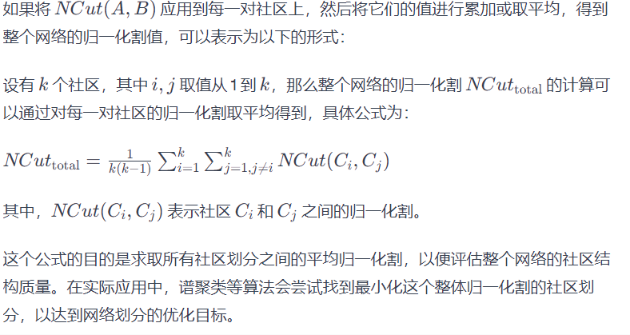 如果将 NCut(A, B) 应用到每一对社区上，然后将它们的值进行累加或取平均，得到
整个网络的归一化割值，可以表示为以下的形式：
设有 k 个社区，其中 i, j 取值从 1 到 k，那么整个网络的归一化割 NCut_total 的计算可
以通过对每一对社区的归一化割取平均得到，具体公式为：
NCut_total = \frac{1}{k(k-1)} \sum_{i=1}^{k} \sum_{j=1,j≠i}^{k} NCut(C_i, C_j)
其中，NCut(C_i, C_j) 表示社区 C_i 和 C_j 之间的归一化割。
这个公式的目的是求取所有社区划分之间的平均归一化割，以便评估整个网络的社区结
构质量。在实际应用中，谱聚类等算法会尝试找到最小化这个整体归一化割的社区划
分，以达到网络划分的优化目标。